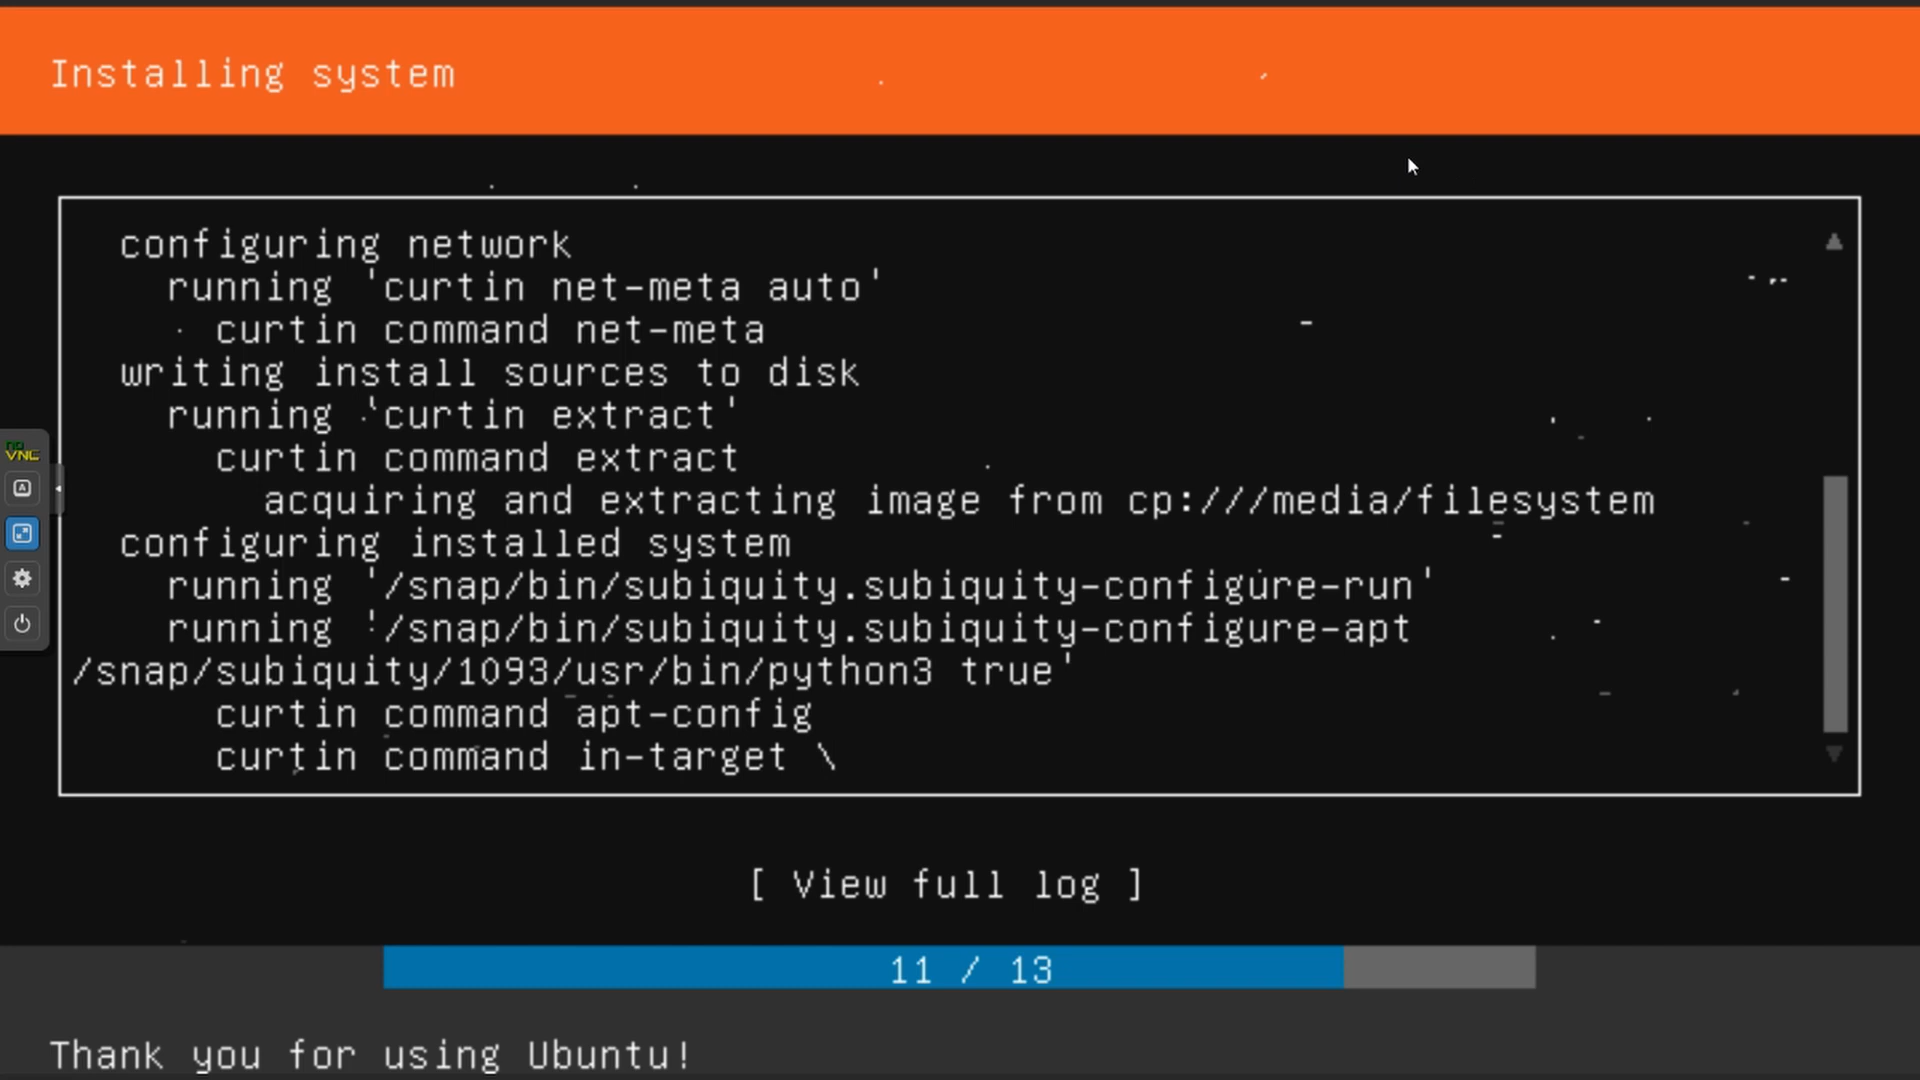 Installing system
configuring network
running 'curtin net-meta auto'
curtin command net-meta
writing install sources to disk
running 'curtin extract'
curtin command extract
acquiring and extracting image from cp:///media/filesystem
configuring installed system
running '/snap/bin/subiquity.subiquity-configure-run'
running '/snap/bin/subiquity.subiquity-configure-apt
/snap/subiquity/1093/usr/bin/python3 true'
curtin command apt-config
curtin command in-target \
no
VNC
A
[ View full log ]
11 / 13
Thank you for using Ubuntu!